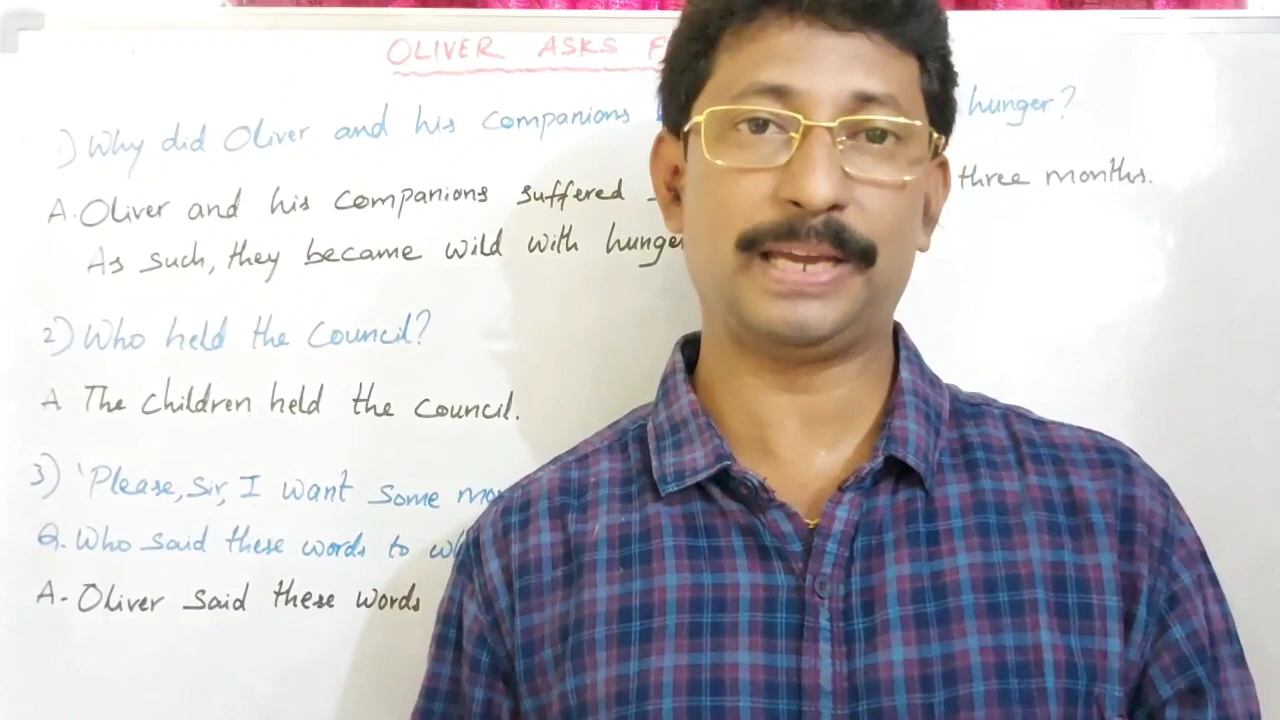 OLIVER ASKS
1) Why did Oliver and his companions hunger?
A. Oliver and his companions suffered three months.
As such, they became wild with hunger
2) Who held the Council?
A The children held the council.
3) 'Please, Sir, I want some
Q. Who said these words to
A- Oliver said these words